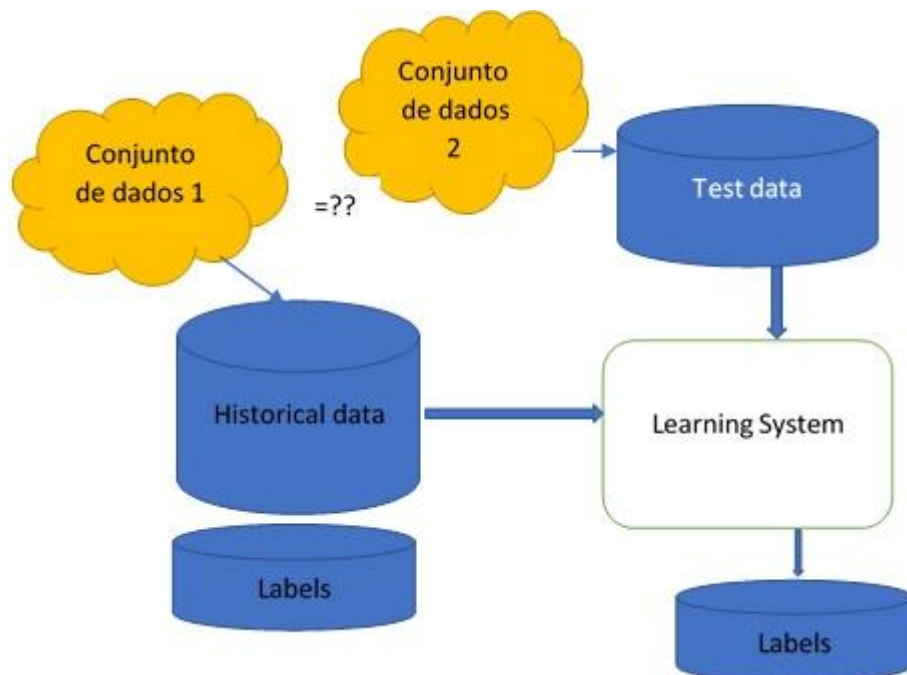 Conjunto
de dados 1
=??
Conjunto
de dados
2
Test data
Historical data
Learning System
Labels
Labels